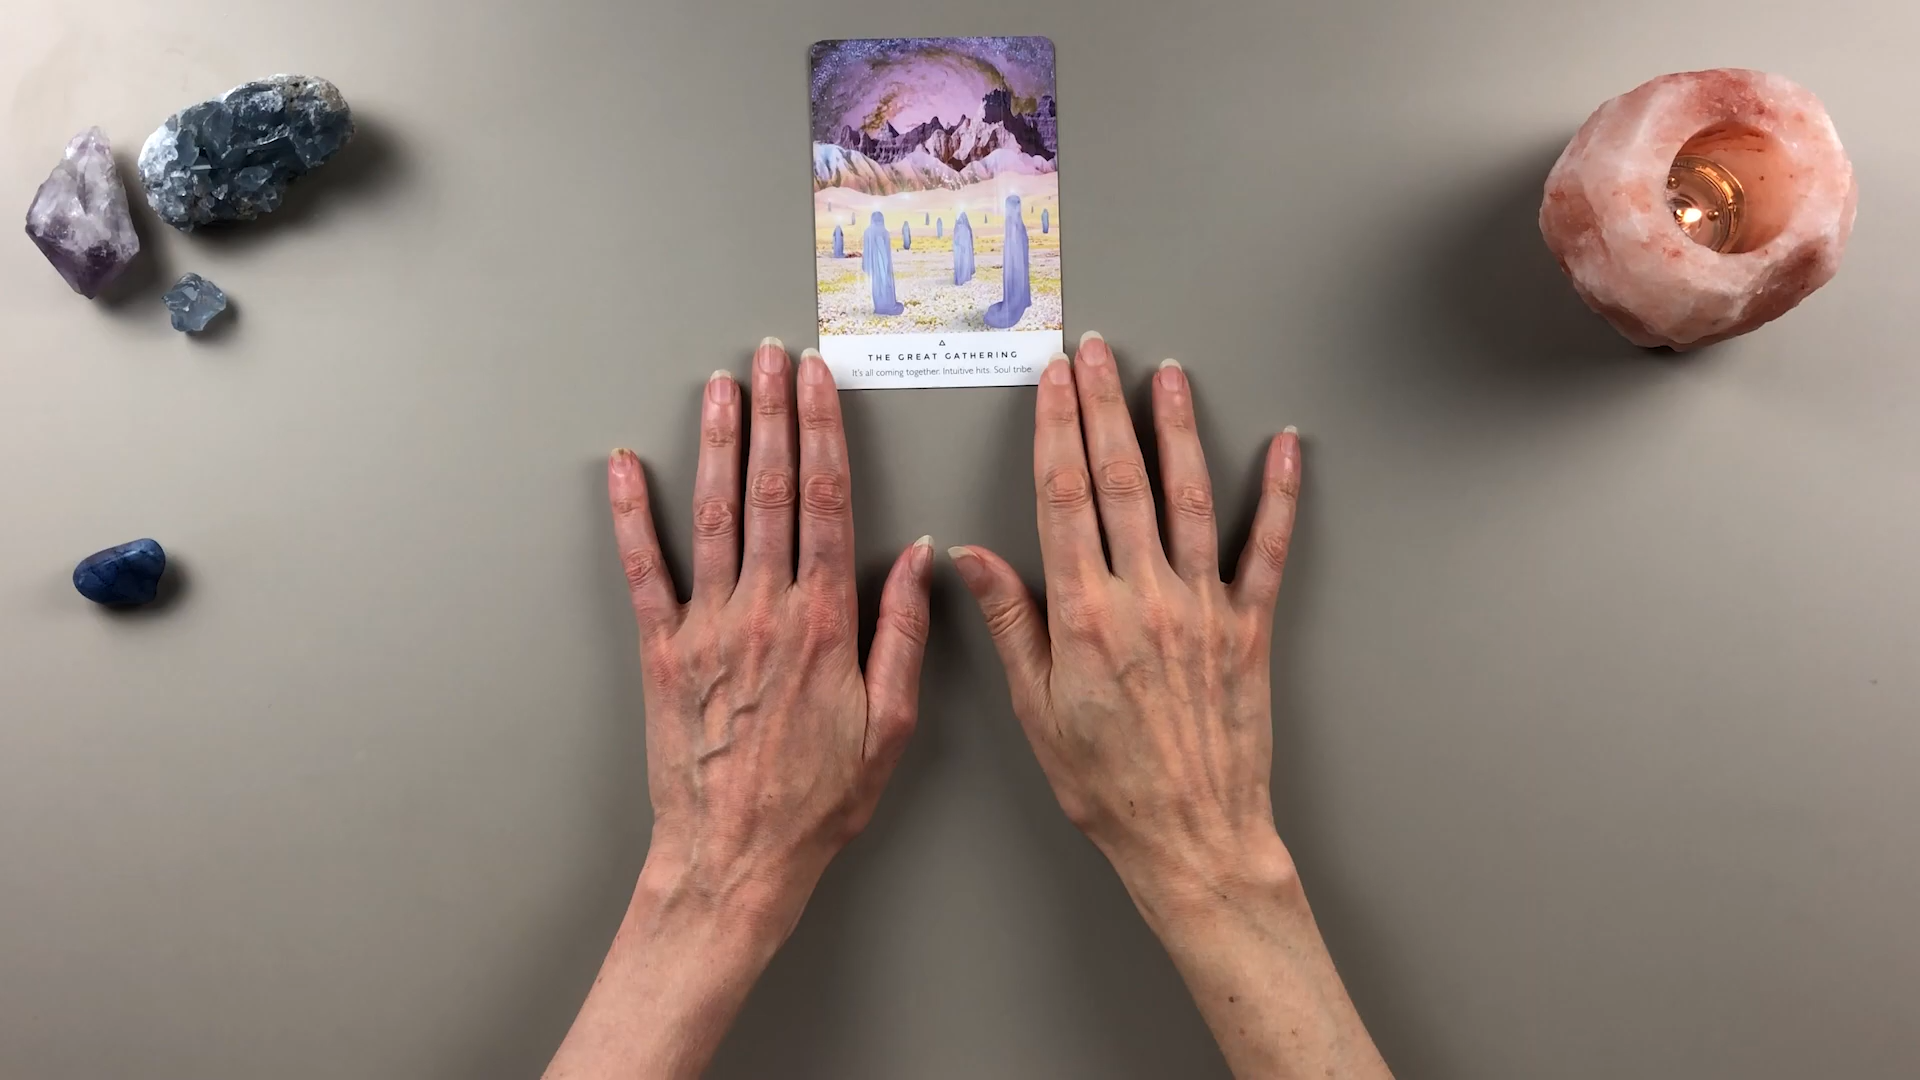 THE GREAT GATHERING
It's all coming together. Intuitive hits. Soul tribe.